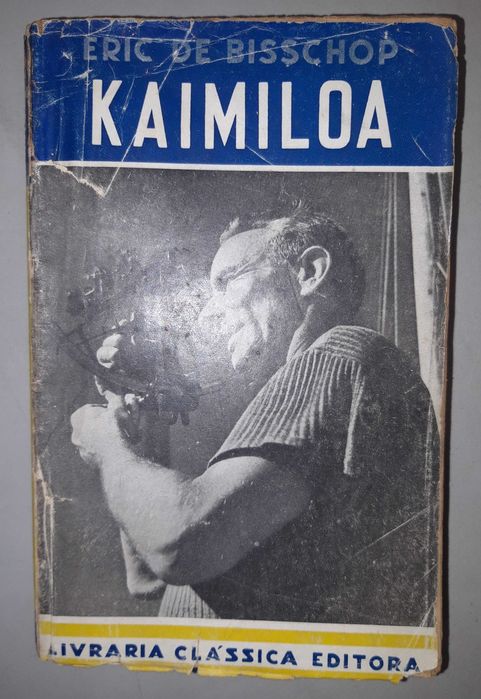 ERIC DE BISSCHOP
KAIMILOA
LIVRARIA CLÁSSICA EDITORA